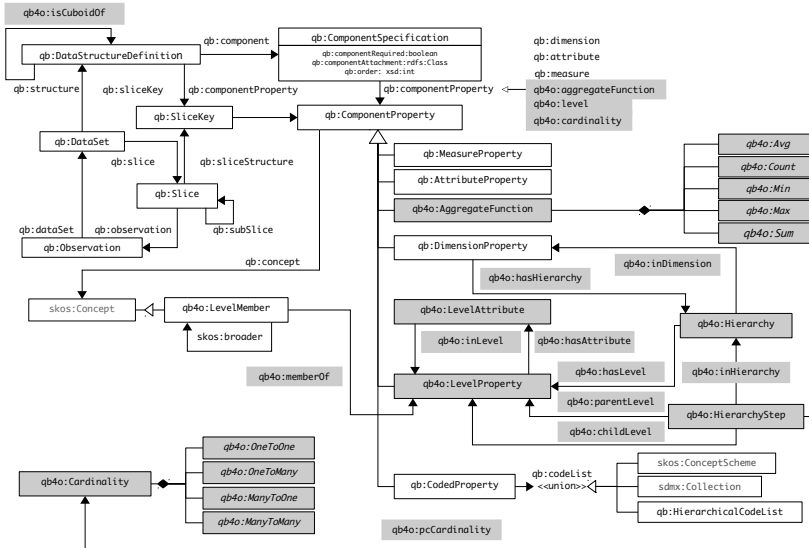 qb4o:isCuboidOf
qb:DataStructureDefinition
qb:component
qb:ComponentSpecification
qb:componentRequired:boolean
qb:componentAttachment:rdfs:Class
qb:order: xsd:int
qb:dimension
qb:attribute
qb:measure
qb4o:aggregateFunction
qb4o:level
qb4o:cardinality
qb:structure
qb:sliceKey
qb:componentProperty
qb:componentProperty
qb:SliceKey
qb:ComponentProperty
qb:DataSet
qb:slice
qb:sliceStructure
qb:MeasureProperty
qb:AttributeProperty
qb4o:AggregateFunction
qb4o:Avg
qb4o:Count
qb4o:Min
qb4o:Max
qb4o:Sum
qb:Slice
qb:subSlice
qb:dataSet
qb:observation
qb:Observation
qb:concept
qb:DimensionProperty
qb4o:hasHierarchy
qb4o:inDimension
skos:Concept
qb4o:LevelMember
skos:broader
qb4o:LevelAttribute
qb4o:inLevel
qb4o:hasAttribute
qb4o:Hierarchy
qb4o:memberOf
qb4o:LevelProperty
qb4o:hasLevel
qb4o:inHierarchy
qb4o:parentLevel
qb4o:HierarchyStep
qb4o:childLevel
qb4o:Cardinality
qb4o:OneToOne
qb4o:OneToMany
qb4o:ManyToOne
qb4o:ManyToMany
qb:CodedProperty
qb:codeList
<<union>>
skos:ConceptScheme
sdmx:Collection
qb:HierarchicalCodeList
qb4o:pcCardinality